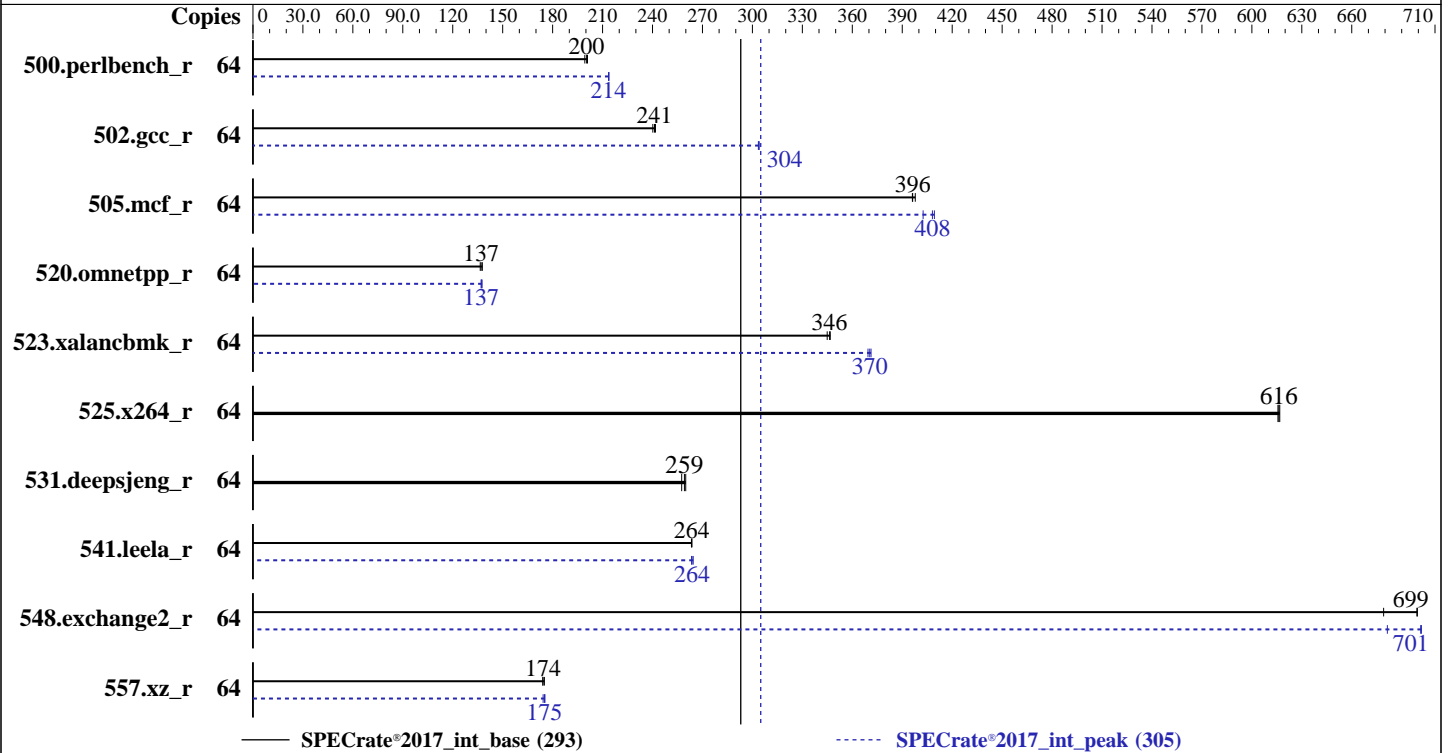 Copies 0 30.0 60.0 90.0 120 150 180 210 240 270 300 330 360 390 420 450 480 510 540 570 600 630 660 710
500.perlbench_r 64 200
214
502.gcc_r 64 241
304
505.mcf_r 64 396
408
520.omnetpp_r 64 137
137
523.xalancbmk_r 64 346
370
525.x264_r 64 616
531.deepsjeng_r 64 259
541.leela_r 64 264
264
548.exchange2_r 64 699
701
557.xz_r 64 174
175
SPECrate®2017_int_base (293) SPECrate®2017_int_peak (305)